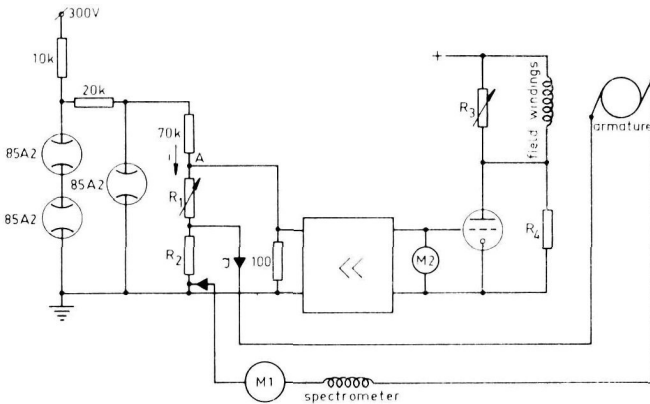 300V
10k
20k
85A2
85A2
85A2
70k
i
A
R1
R2
J
100
<<
M2
+
R3
field windings
R4
armature
M1
spectrometer